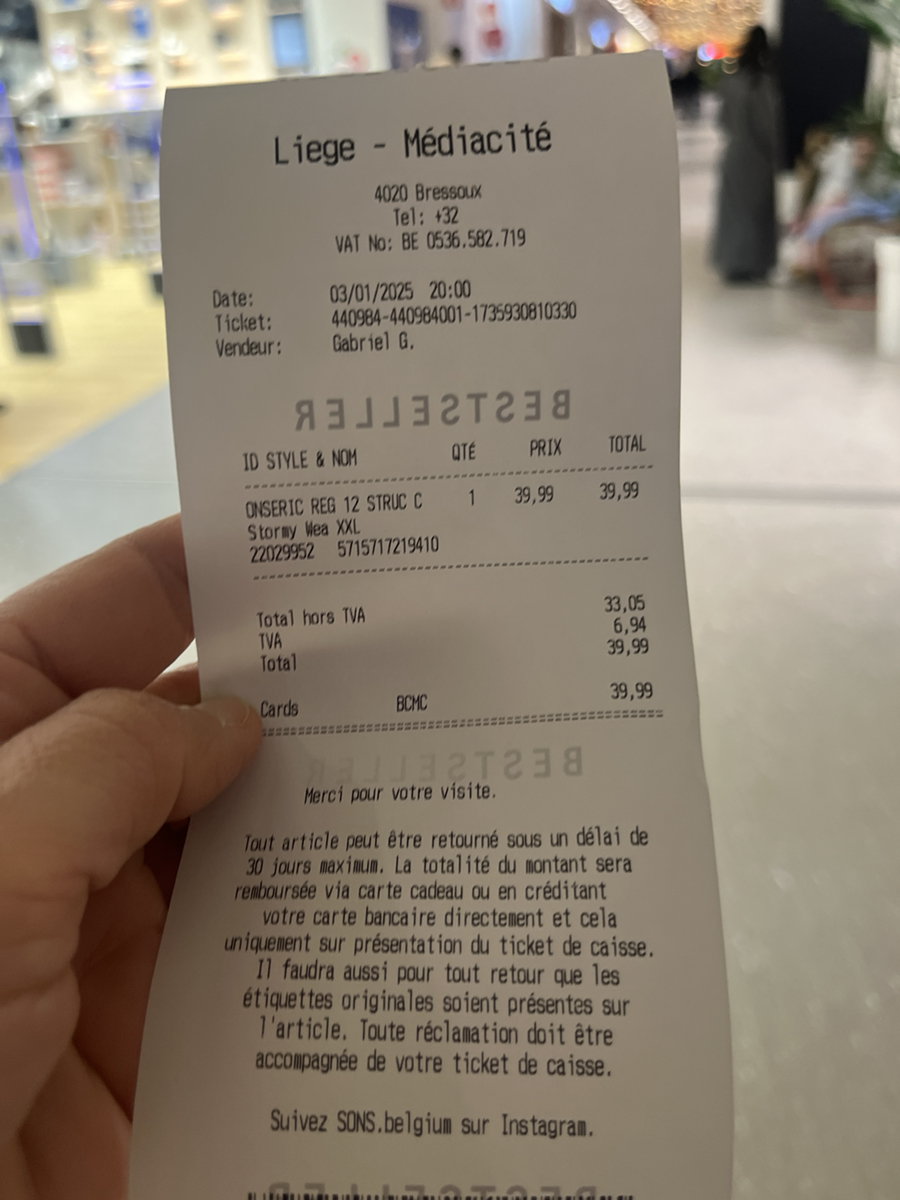 Liege - Médiacité
4020 Bressoux
Tel: +32
VAT No: BE 0536.582.719
Date: 03/01/2025 20:00
Ticket: 440984-440984001-1735930810330
Vendeur: Gabriel G.
BESTSELLER
ID STYLE & NOM QTÉ PRIX TOTAL
ONSERIC REG 12 STRUC C 1 39,99 39,99
Stormy Wea XXL
22029952 5715717219410
Total hors TVA 33,05
TVA 6,94
Total 39,99
Cards BCMC 39,99
BESTSELLER
Merci pour votre visite.
Tout article peut être retourné sous un délai de
30 jours maximum. La totalité du montant sera
remboursée via carte cadeau ou en créditant
votre carte bancaire directement et cela
uniquement sur présentation du ticket de caisse.
Il faudra aussi pour tout retour que les
étiquettes originales soient présentes sur
l'article. Toute réclamation doit être
accompagnée de votre ticket de caisse.
Suivez SONS.belgium sur Instagram.
BESTSELLER